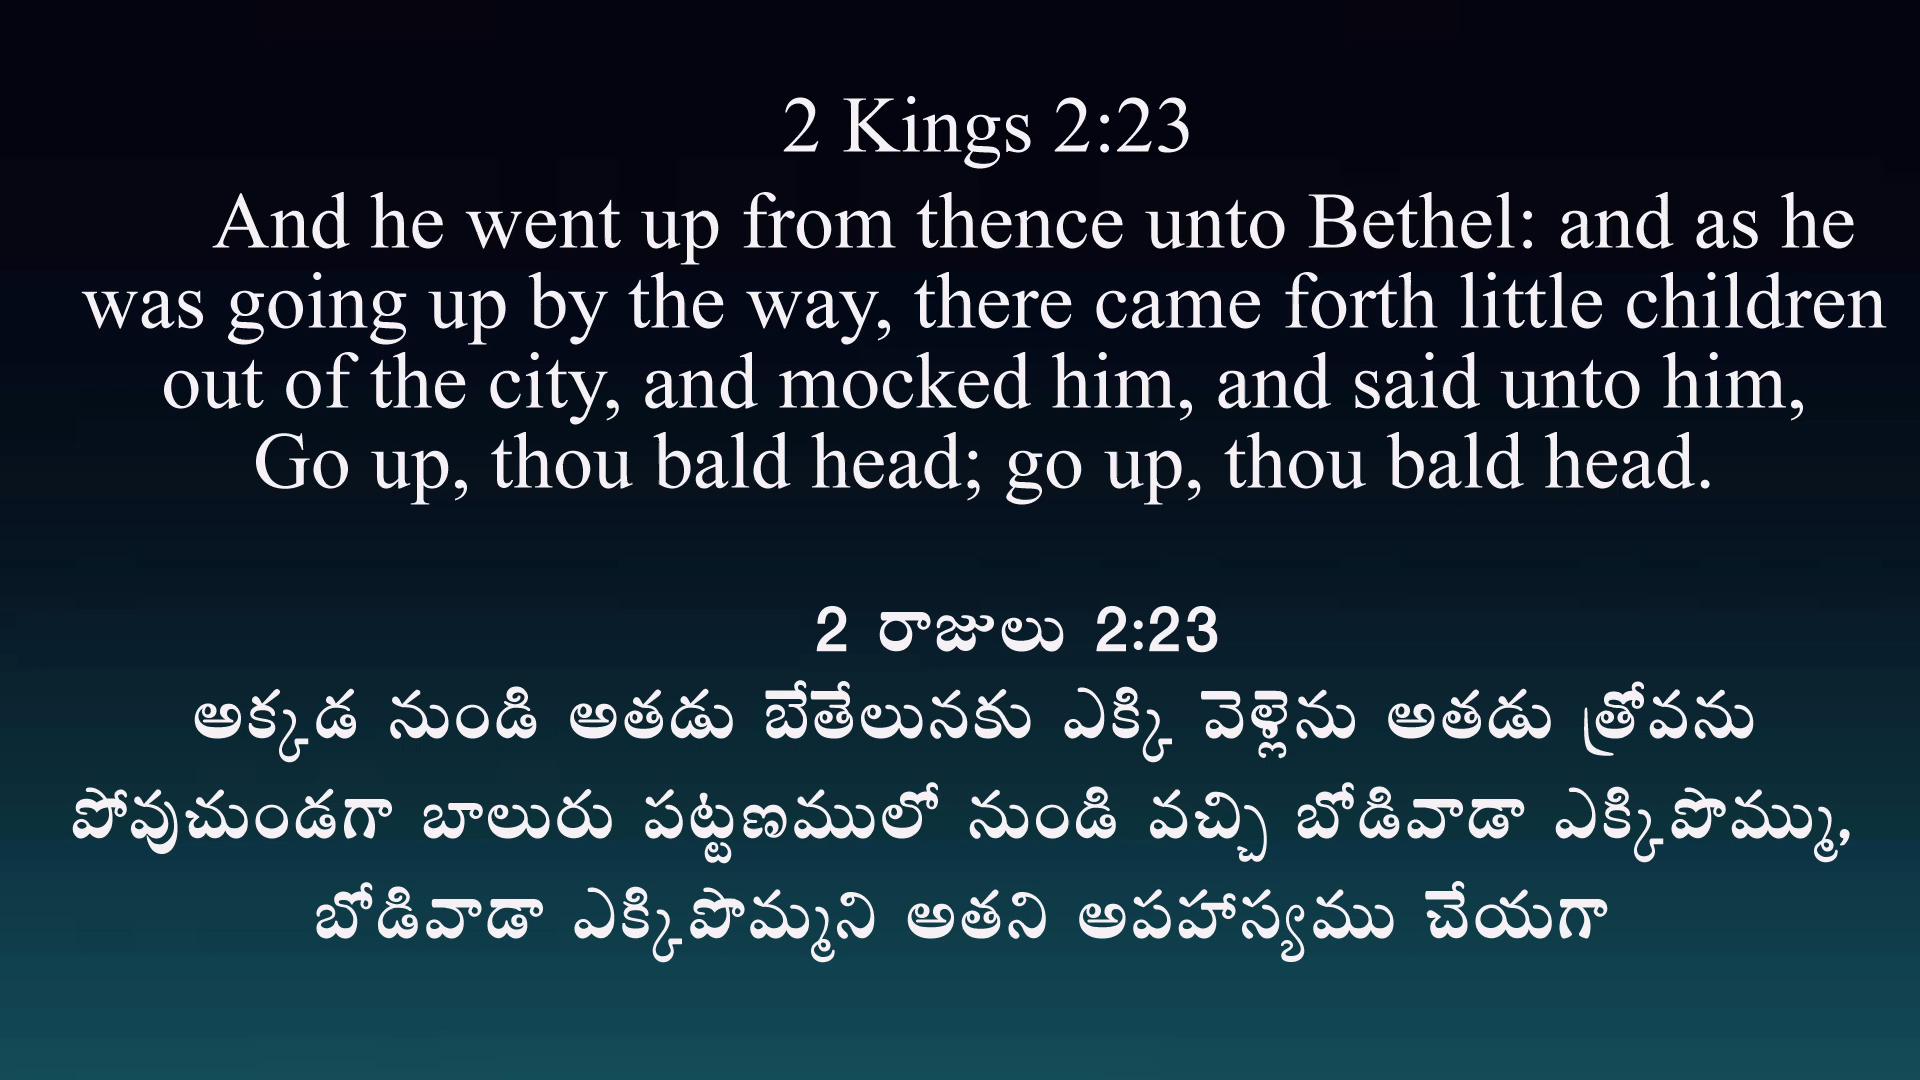 2 Kings 2:23
And he went up from thence unto Bethel: and as he
was going up by the way, there came forth little children
out of the city, and mocked him, and said unto him,
Go up, thou bald head; go up, thou bald head.
2 రాజులు 2:23
అక్కడ నుండి అతడు బేతేలునకు ఎక్కి వెళ్లెను అతడు త్రోవను
పోవుచుండగా బాలురు పట్టణములో నుండి వచ్చి బోడివాడా ఎక్కిపొమ్ము,
బోడివాడా ఎక్కిపొమ్మని అతని అపహాస్యము చేయగా